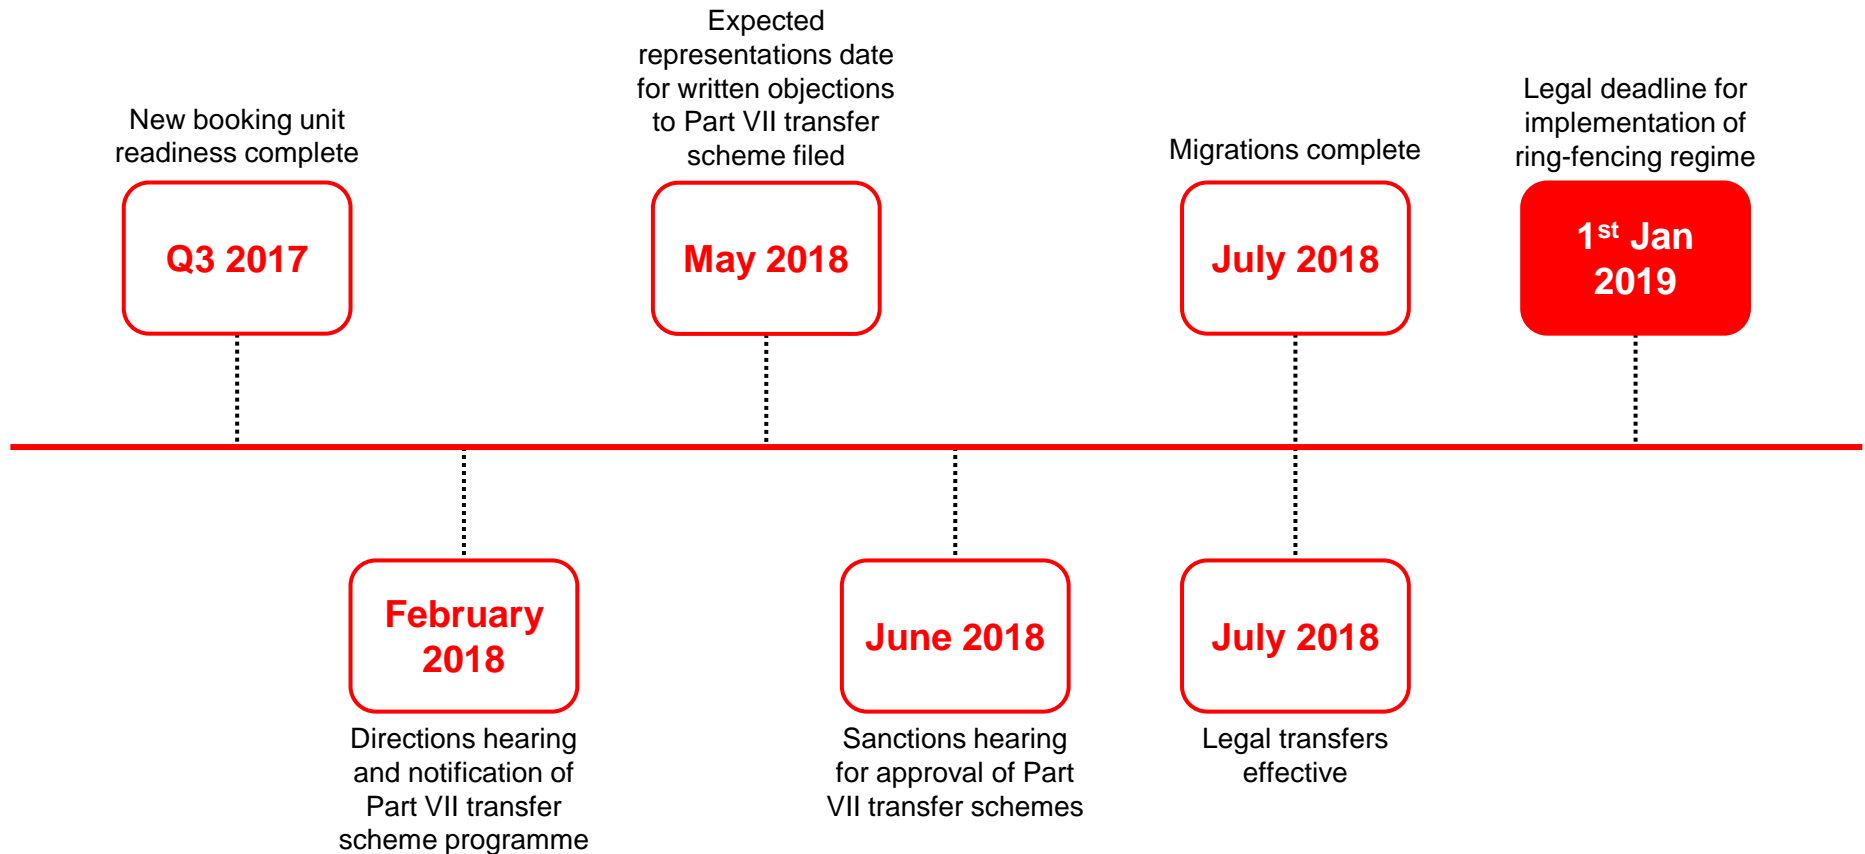 New booking unit
readiness complete
Q3 2017
Directions hearing
and notification of
Part VII transfer
scheme programme
February
2018
Expected
representations date
for written objections
to Part VII transfer
scheme filed
May 2018
June 2018
Sanctions hearing
for approval of Part
VII transfer schemes
Migrations complete
July 2018
July 2018
Legal transfers
effective
Legal deadline for
implementation of
ring-fencing regime
1st Jan
2019